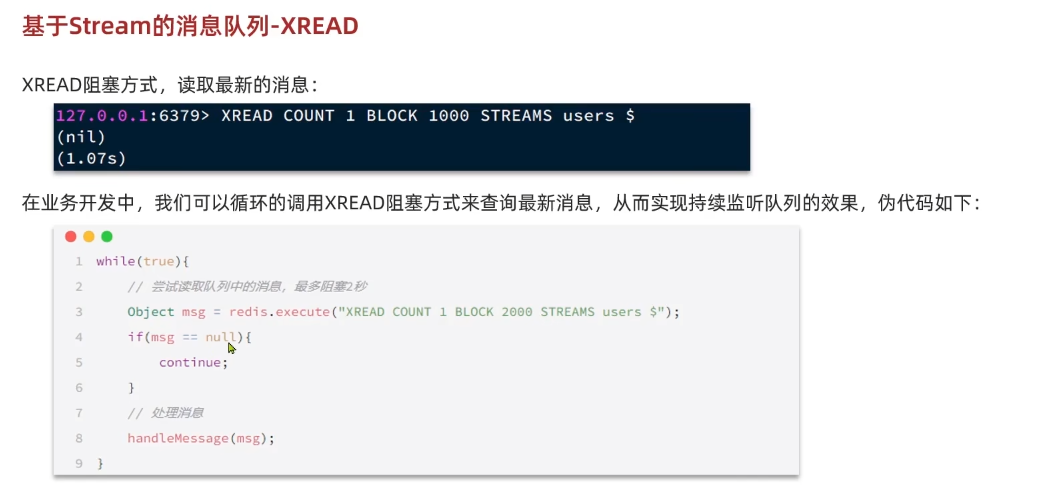 基于Stream的消息队列-XREAD
XREAD阻塞方式，读取最新的消息：
127.0.0.1:6379> XREAD COUNT 1 BLOCK 1000 STREAMS users $
(nil)
(1.07s)
在业务开发中，我们可以循环的调用XREAD阻塞方式来查询最新消息，从而实现持续监听队列的效果，伪代码如下：
1 while(true){
2 // 尝试读取队列中的消息，最多阻塞2秒
3 Object msg = redis.execute("XREAD COUNT 1 BLOCK 2000 STREAMS users $");
4 if(msg == null){
5 continue;
6 }
7 // 处理消息
8 handleMessage(msg);
9 }